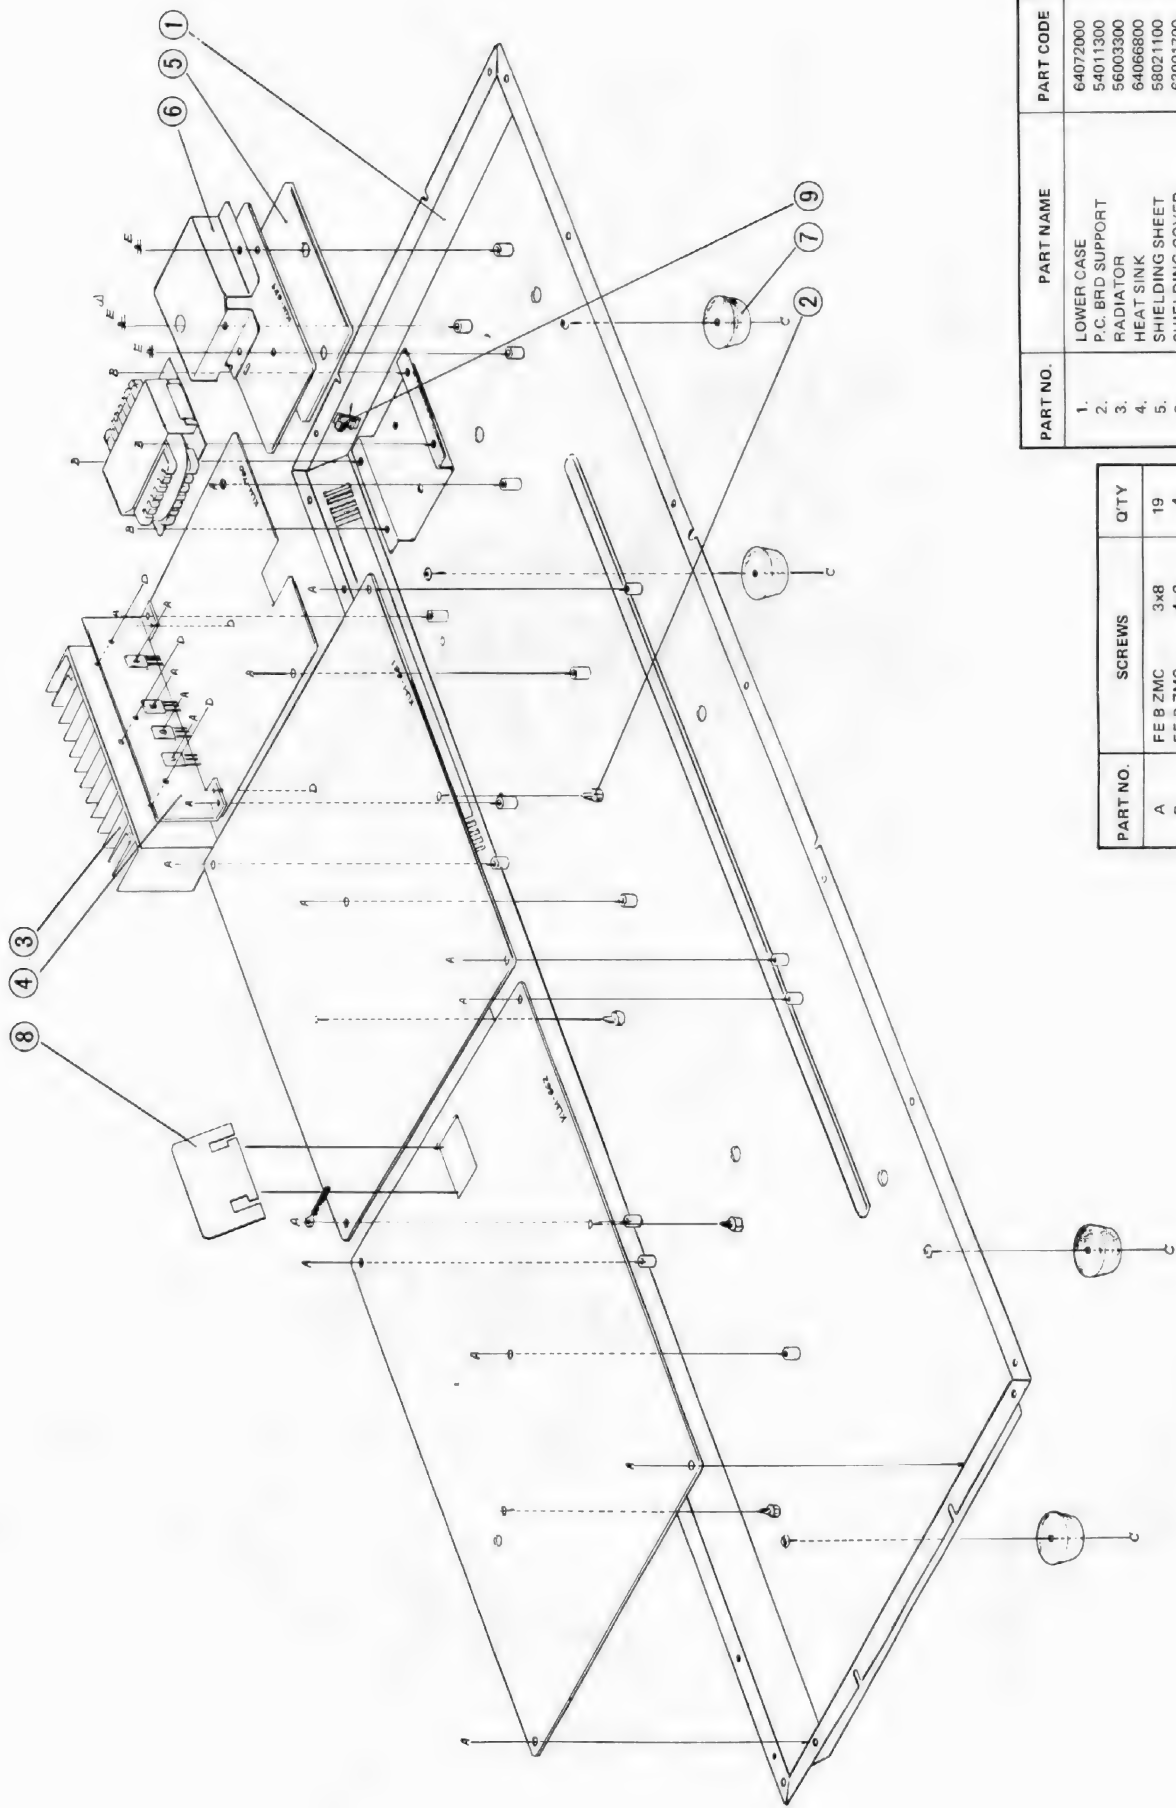 1
5
6
9
7
2
3
4
8
E
E
E
B
B
B
B
B
A
A
D
A
A
D
A
D
A
A
D
D
A
A
A
A
A
A
A
A
A
A
A
C
C
C
C
KLM-662
PART NO. PART NAME PART CODE
1. LOWER CASE 64072000
2. P.C. BRD SUPPORT 54011300
3. RADIATOR 56003300
4. HEAT SINK 64066800
5. SHIELDING SHEET 58021100
PART NO. SCREWS Q'TY
A FE B ZMC 3x8 19